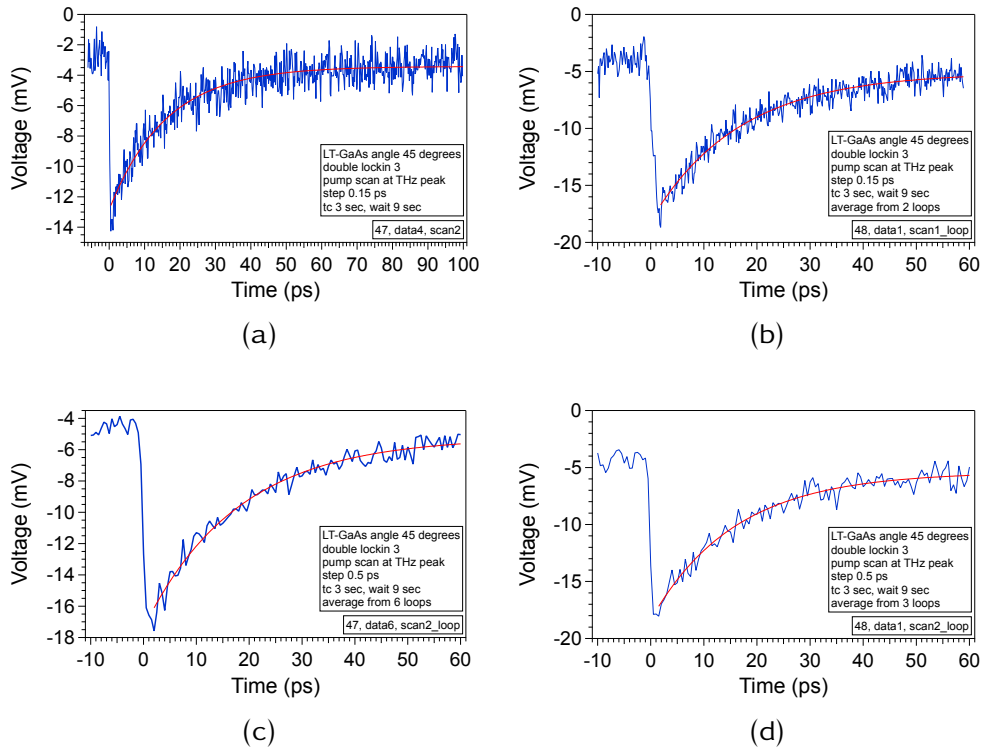 0
-2
-4
-6
-8
-10
-12
-14
Voltage (mV)
LT-GaAs angle 45 degrees
double lockin 3
pump scan at THz peak
step 0.15 ps
tc 3 sec, wait 9 sec
47, data4, scan2
0 10 20 30 40 50 60 70 80 90 100
Time (ps)
(a)
0
-5
-10
-15
-20
Voltage (mV)
LT-GaAs angle 45 degrees
double lockin 3
pump scan at THz peak
step 0.15 ps
tc 3 sec, wait 9 sec
average from 2 loops
48, data1, scan1_loop
-10 0 10 20 30 40 50 60
Time (ps)
(b)
-4
-6
-8
-10
-12
-14
-16
-18
Voltage (mV)
LT-GaAs angle 45 degrees
double lockin 3
pump scan at THz peak
step 0.5 ps
tc 3 sec, wait 9 sec
average from 6 loops
47, data6, scan2_loop
-10 0 10 20 30 40 50 60
Time (ps)
(c)
0
-5
-10
-15
-20
Voltage (mV)
LT-GaAs angle 45 degrees
double lockin 3
pump scan at THz peak
step 0.5 ps
tc 3 sec, wait 9 sec
average from 3 loops
48, data1, scan2_loop
-10 0 10 20 30 40 50 60
Time (ps)
(d)